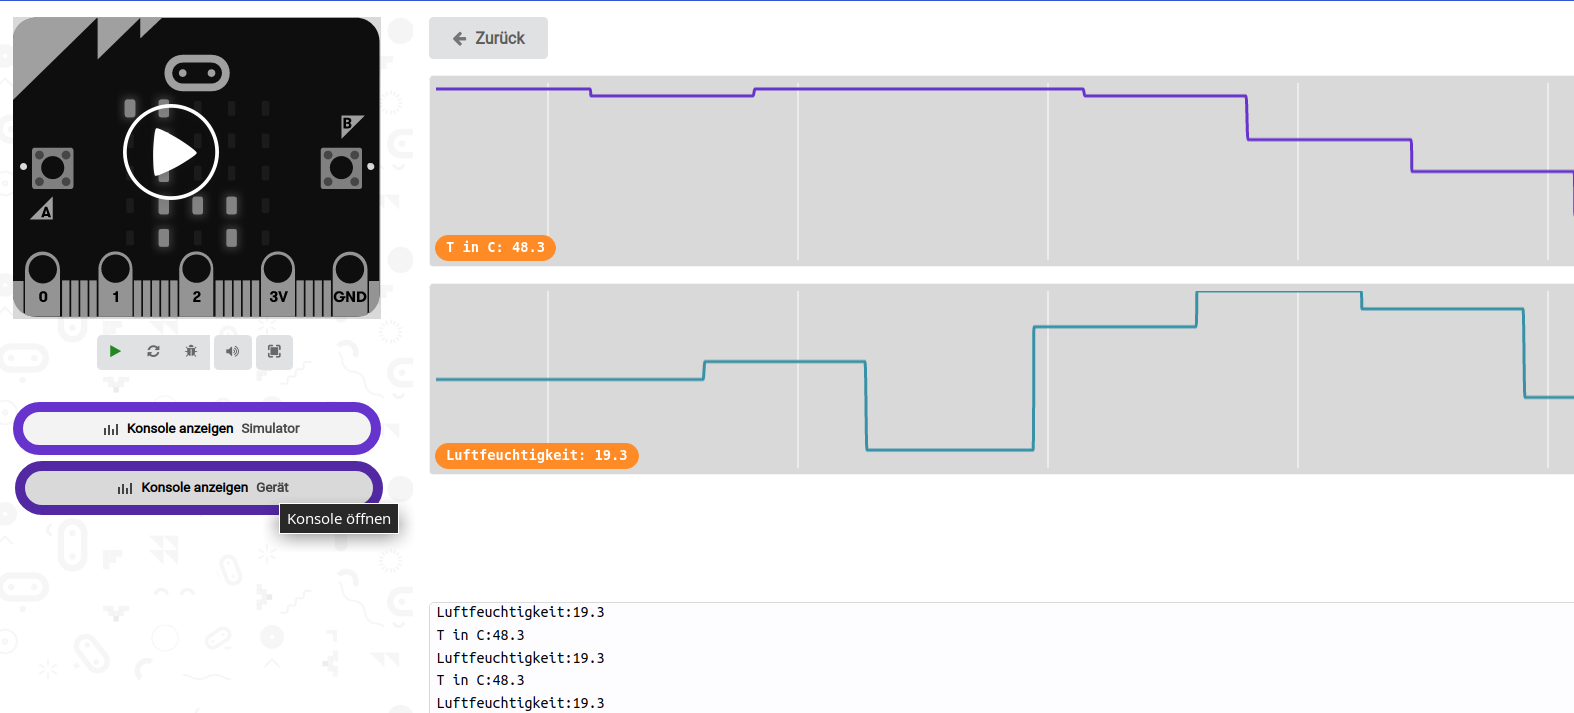 Zurück
B
A
0 1 2 3V GND
T in C: 48.3
Luftfeuchtigkeit: 19.3
Konsole anzeigen Simulator
Konsole anzeigen Gerät
Konsole öffnen
Luftfeuchtigkeit:19.3
T in C:48.3
Luftfeuchtigkeit:19.3
T in C:48.3
Luftfeuchtigkeit:19.3